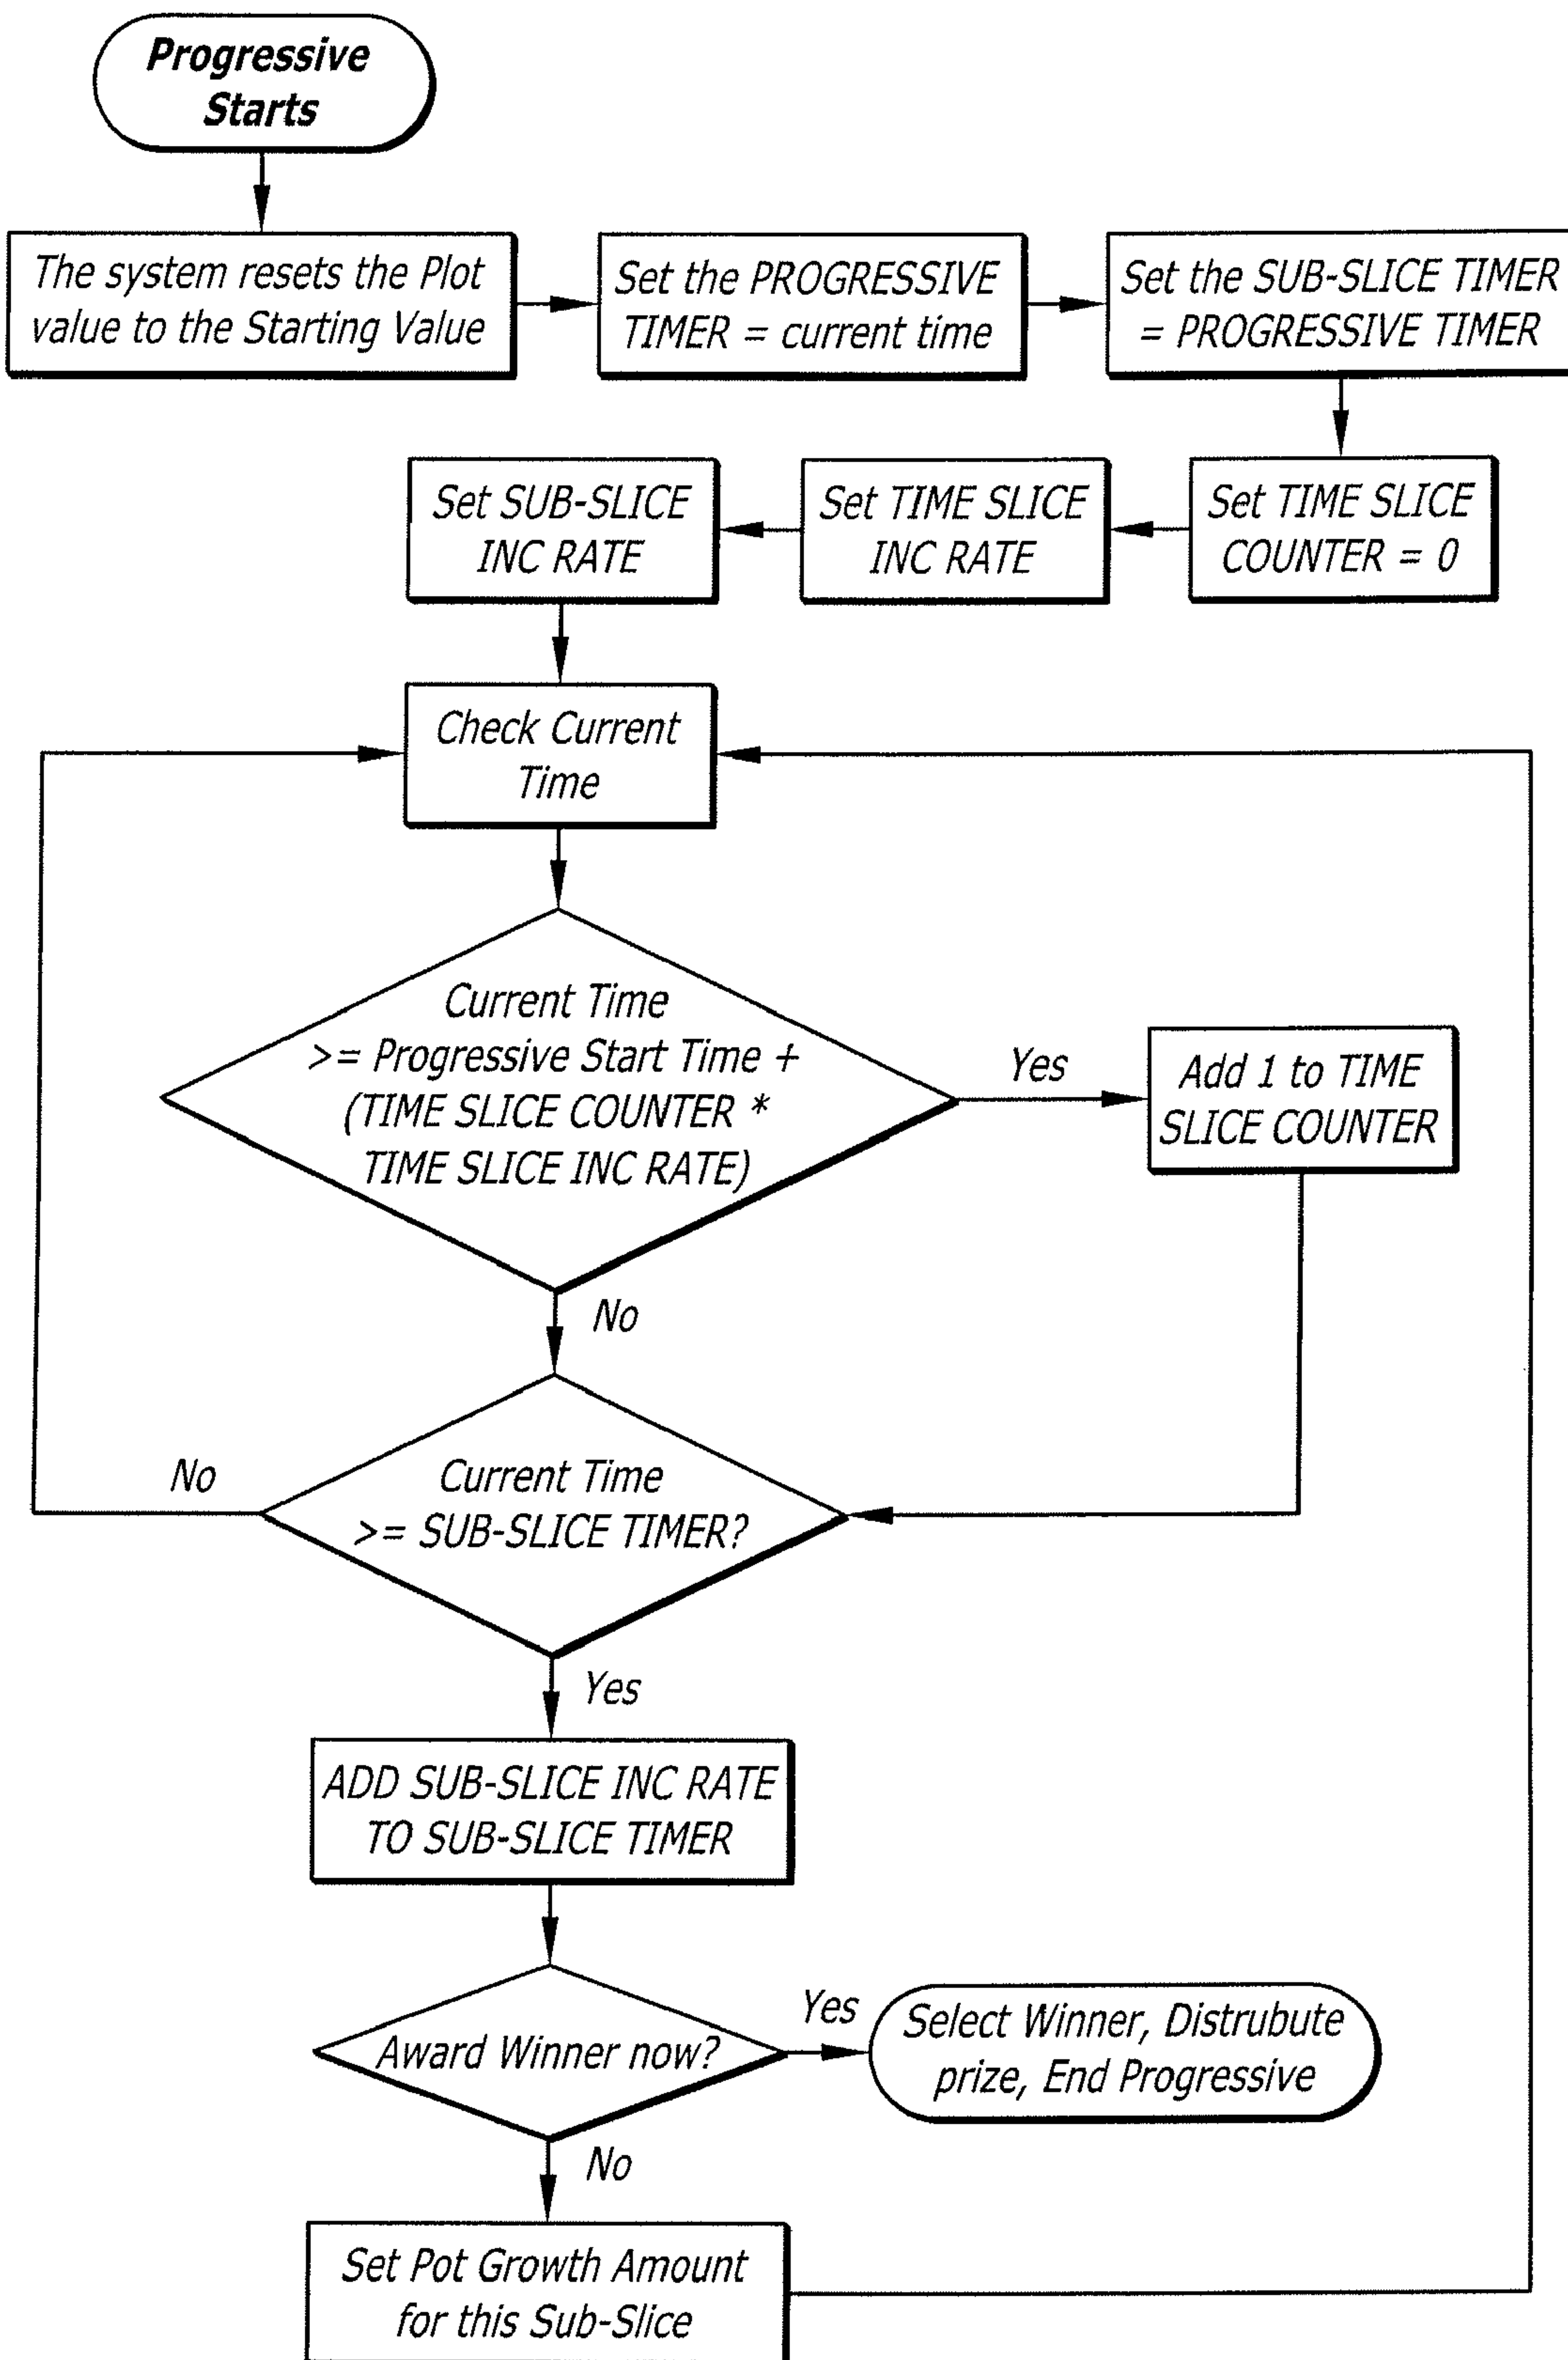 Progressive
Starts
The system resets the Plot
value to the Starting Value
Set the PROGRESSIVE
TIMER = current time
Set the SUB-SLICE TIMER
= PROGRESSIVE TIMER
Set TIME SLICE
COUNTER = 0
Set TIME SLICE
INC RATE
Set SUB-SLICE
INC RATE
Check Current
Time
Current Time
>= Progressive Start Time +
(TIME SLICE COUNTER *
TIME SLICE INC RATE)
Yes
Add 1 to TIME
SLICE COUNTER
No
Current Time
>= SUB-SLICE TIMER?
No
Yes
ADD SUB-SLICE INC RATE
TO SUB-SLICE TIMER
Award Winner now?
Yes
Select Winner, Distrubute
prize, End Progressive
No
Set Pot Growth Amount
for this Sub-Slice